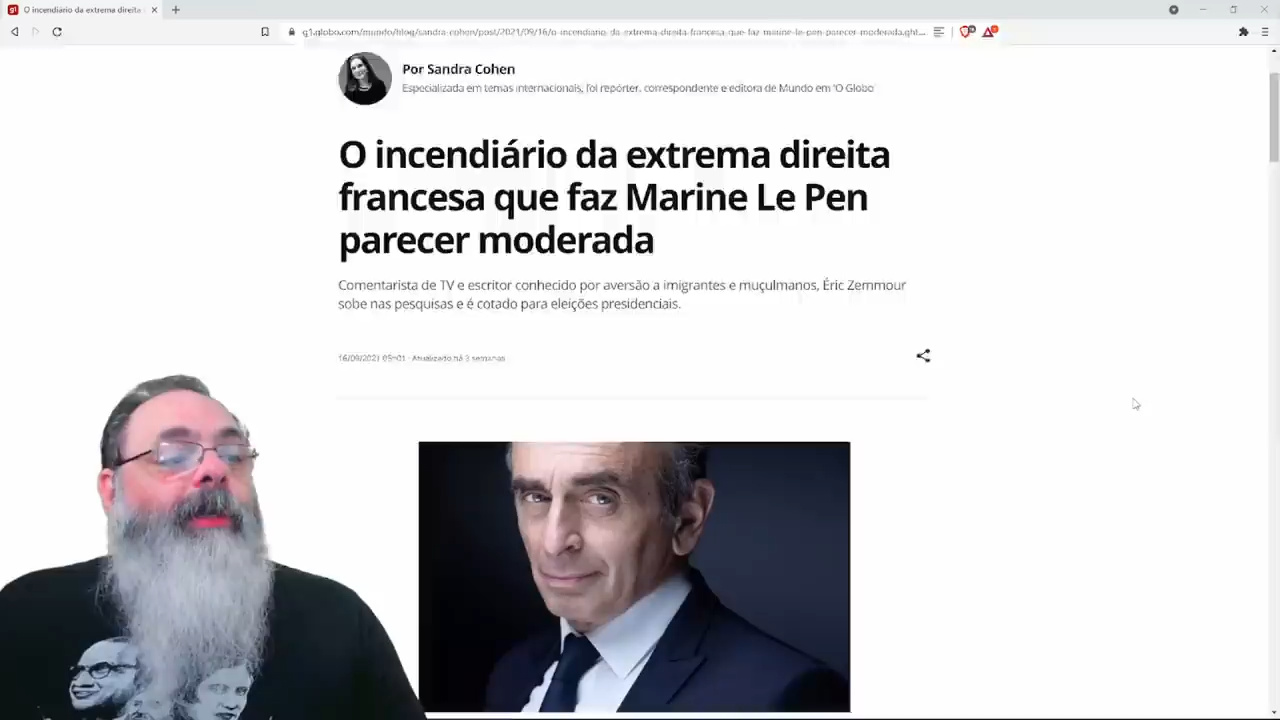 O incendiário da extrema direita
g1.globo.com/mundo/blog/sandra-cohen/post/2021/09/16/o-incendiario-da-extrema-direita-francesa-que-faz-marine-le-pen-parecer-moderada.ght...
Por Sandra Cohen
Especializada em temas internacionais, foi repórter, correspondente e editora de Mundo em 'O Globo'
O incendiário da extrema direita
francesa que faz Marine Le Pen
parecer moderada
Comentarista de TV e escritor conhecido por aversão a imigrantes e muçulmanos, Éric Zemmour
sobe nas pesquisas e é cotado para eleições presidenciais.
16/09/2021 05h01 · Atualizado há 3 semanas